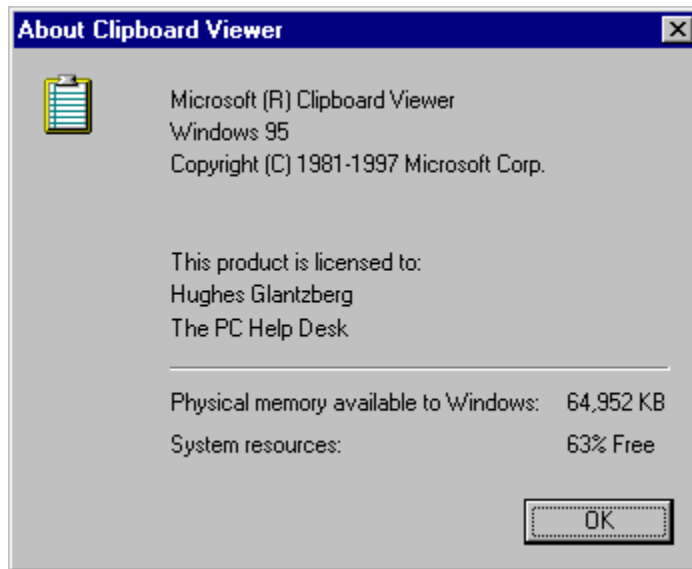 About Clipboard Viewer
Microsoft (R) Clipboard Viewer
Windows 95
Copyright (C) 1981-1997 Microsoft Corp.
This product is licensed to:
Hughes Glantzberg
The PC Help Desk
Physical memory available to Windows: 64,952 KB
System resources: 63% Free
OK